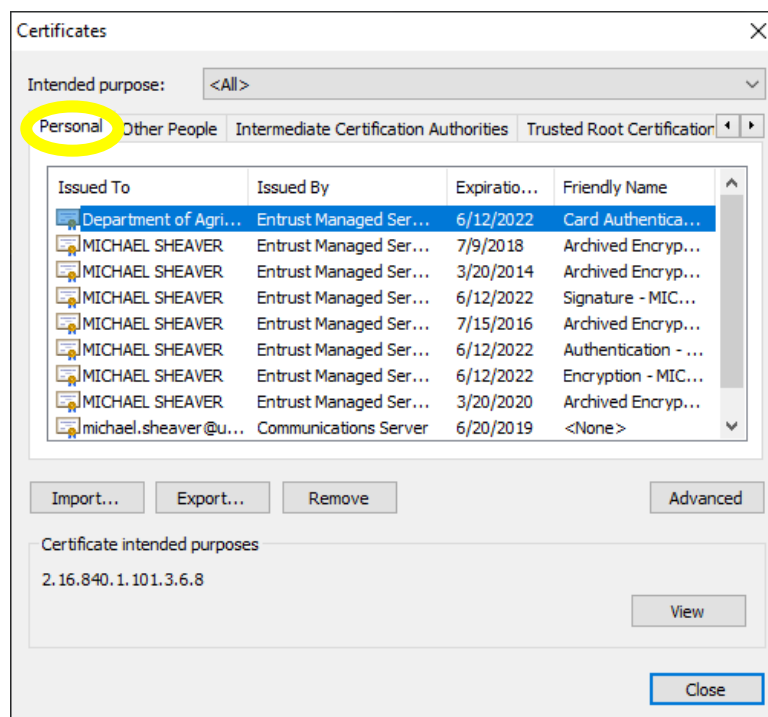 Certificates
Intended purpose: <All>
Personal Other People Intermediate Certification Authorities Trusted Root Certification
Issued To Issued By Expiratio... Friendly Name
Department of Agri... Entrust Managed Ser... 6/12/2022 Card Authentica...
MICHAEL SHEAVER Entrust Managed Ser... 7/9/2018 Archived Encryp...
MICHAEL SHEAVER Entrust Managed Ser... 3/20/2014 Archived Encryp...
MICHAEL SHEAVER Entrust Managed Ser... 6/12/2022 Signature - MIC...
MICHAEL SHEAVER Entrust Managed Ser... 7/15/2016 Archived Encryp...
MICHAEL SHEAVER Entrust Managed Ser... 6/12/2022 Authentication - ...
MICHAEL SHEAVER Entrust Managed Ser... 6/12/2022 Encryption - MIC...
MICHAEL SHEAVER Entrust Managed Ser... 3/20/2020 Archived Encryp...
michael.sheaver@u... Communications Server 6/20/2019 <None>
Import... Export... Remove Advanced
Certificate intended purposes
2.16.840.1.101.3.6.8
View
Close